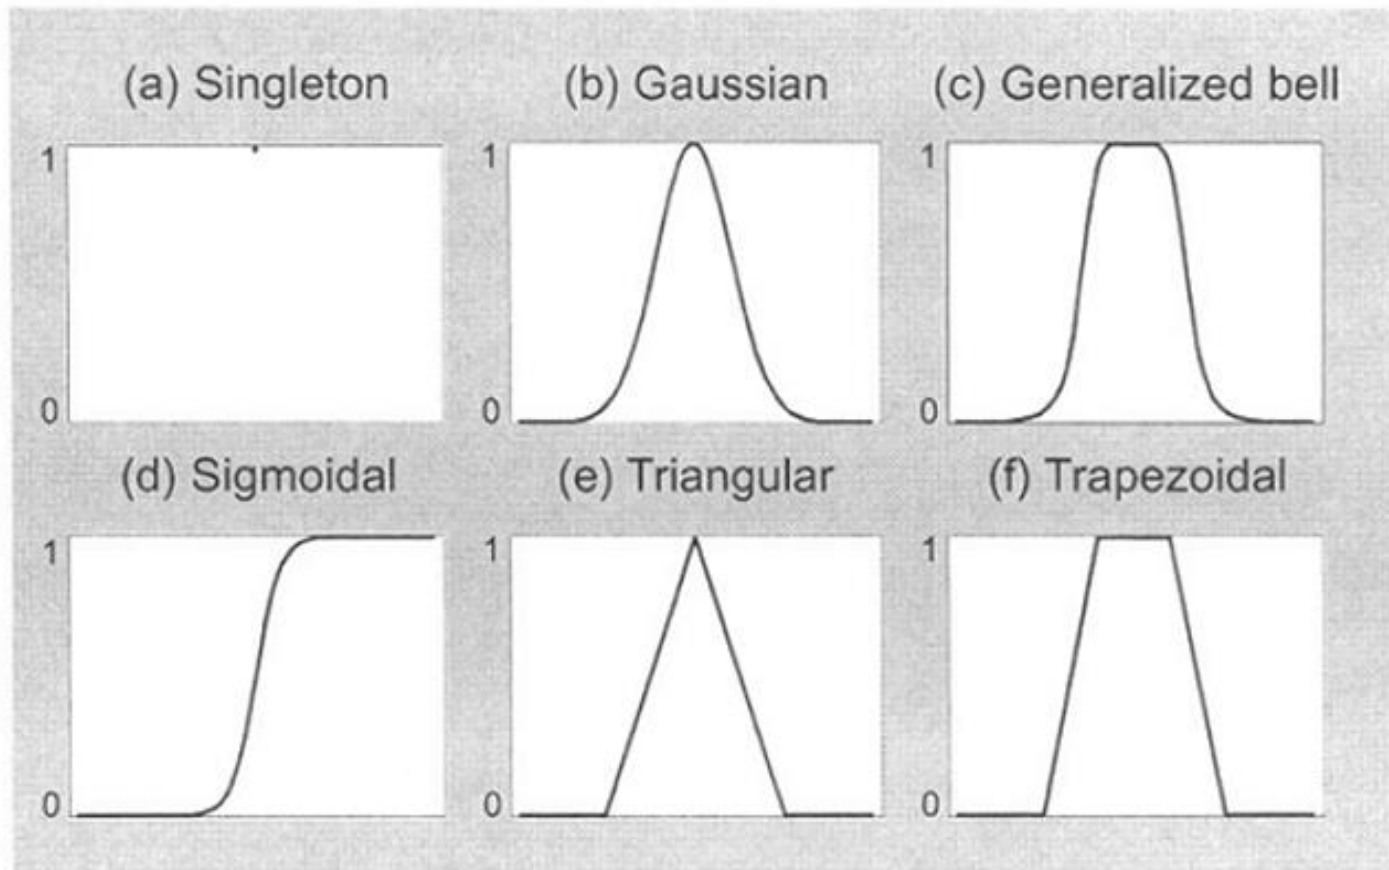 (a) Singleton
(b) Gaussian
(c) Generalized bell
1
0
1
0
1
0
(d) Sigmoidal
(e) Triangular
(f) Trapezoidal
1
0
1
0
1
0